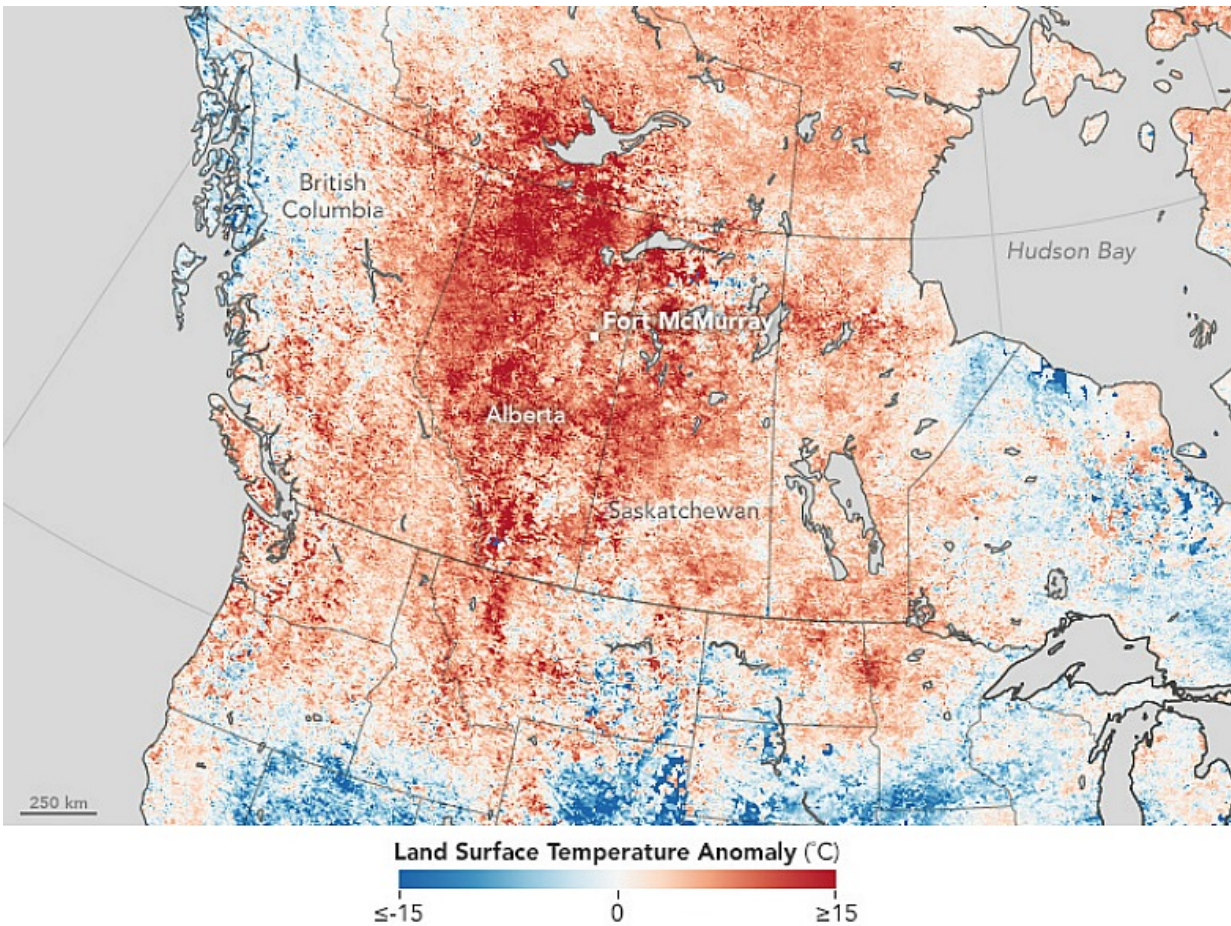 British
Columbia
Hudson Bay
Fort McMurray
Alberta
Saskatchewan
250 km
Land Surface Temperature Anomaly (˚C)
≤-15 0 ≥15